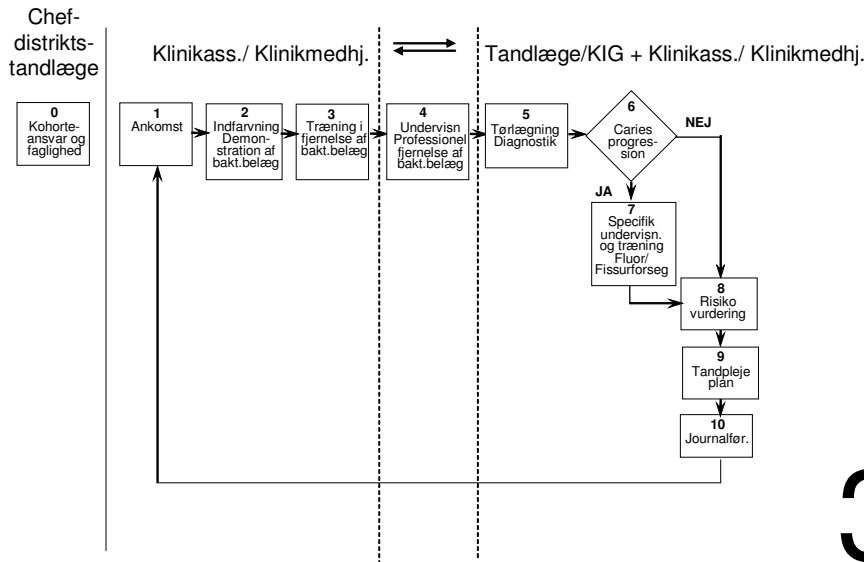 Chef-
distrikts-
tandlæge
Klinikass./ Klinikmedhj.
Tandlæge/KIG + Klinikass./ Klinikmedhj.
0
Kohorte-
ansvar og
faglighed
1
Ankomst
2
Indfarvning
Demon-
stration af
bakt.belæg
3
Træning i
fjernelse af
bakt.belæg
4
Undervisn
Professionel
fjernelse af
bakt.belæg
5
Tørlægning
Diagnostik
6
Caries
progres-
sion
NEJ
JA
7
Specifik
undervisn.
og træning
Fluor/
Fissurforseg
8
Risiko
vurdering
9
Tandpleje
plan
10
Journalfør.